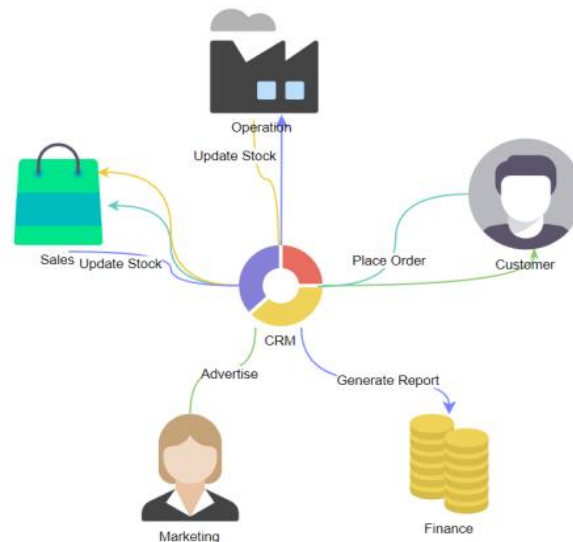 Operation
Update Stock
Sales
Update Stock
Place Order
Customer
CRM
Advertise
Generate Report
Marketing
Finance